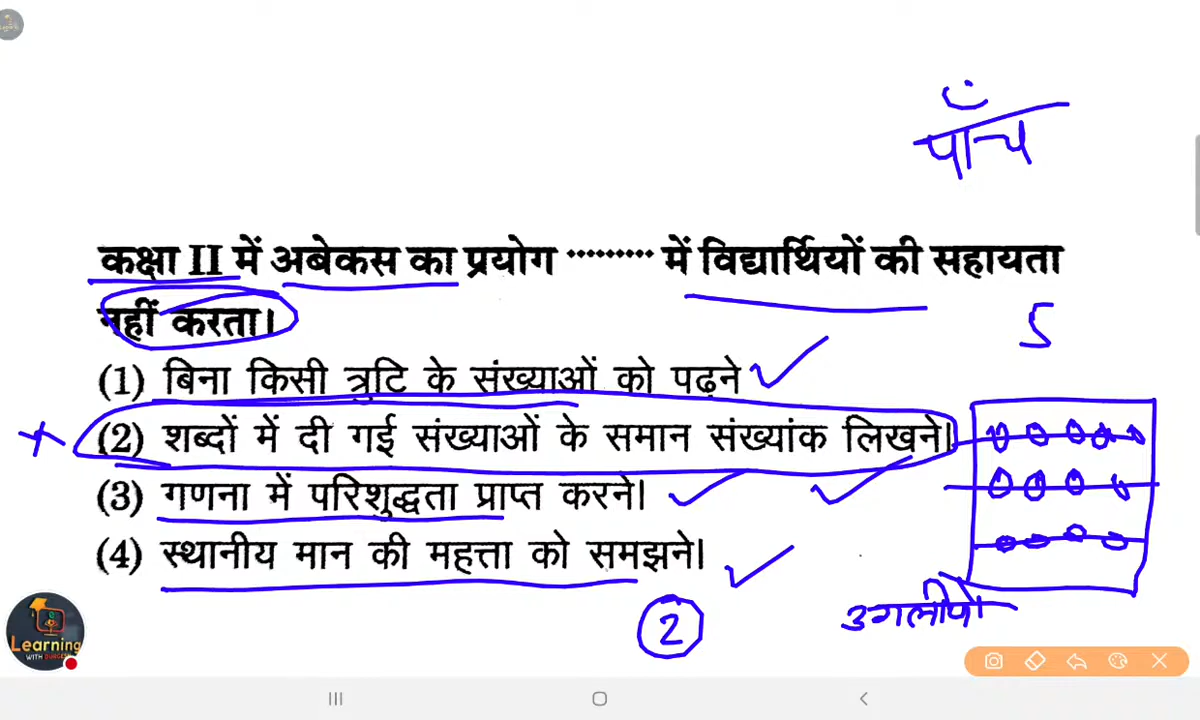 पाँच
कक्षा II में अबेकस का प्रयोग ········· में विद्यार्थियों की सहायता
नहीं करता।
5
(1) बिना किसी त्रुटि के संख्याओं को पढ़ने
(2) शब्दों में दी गई संख्याओं के समान संख्यांक लिखने।
(3) गणना में परिशुद्धता प्राप्त करने।
(4) स्थानीय मान की महत्ता को समझने।
2
Learning